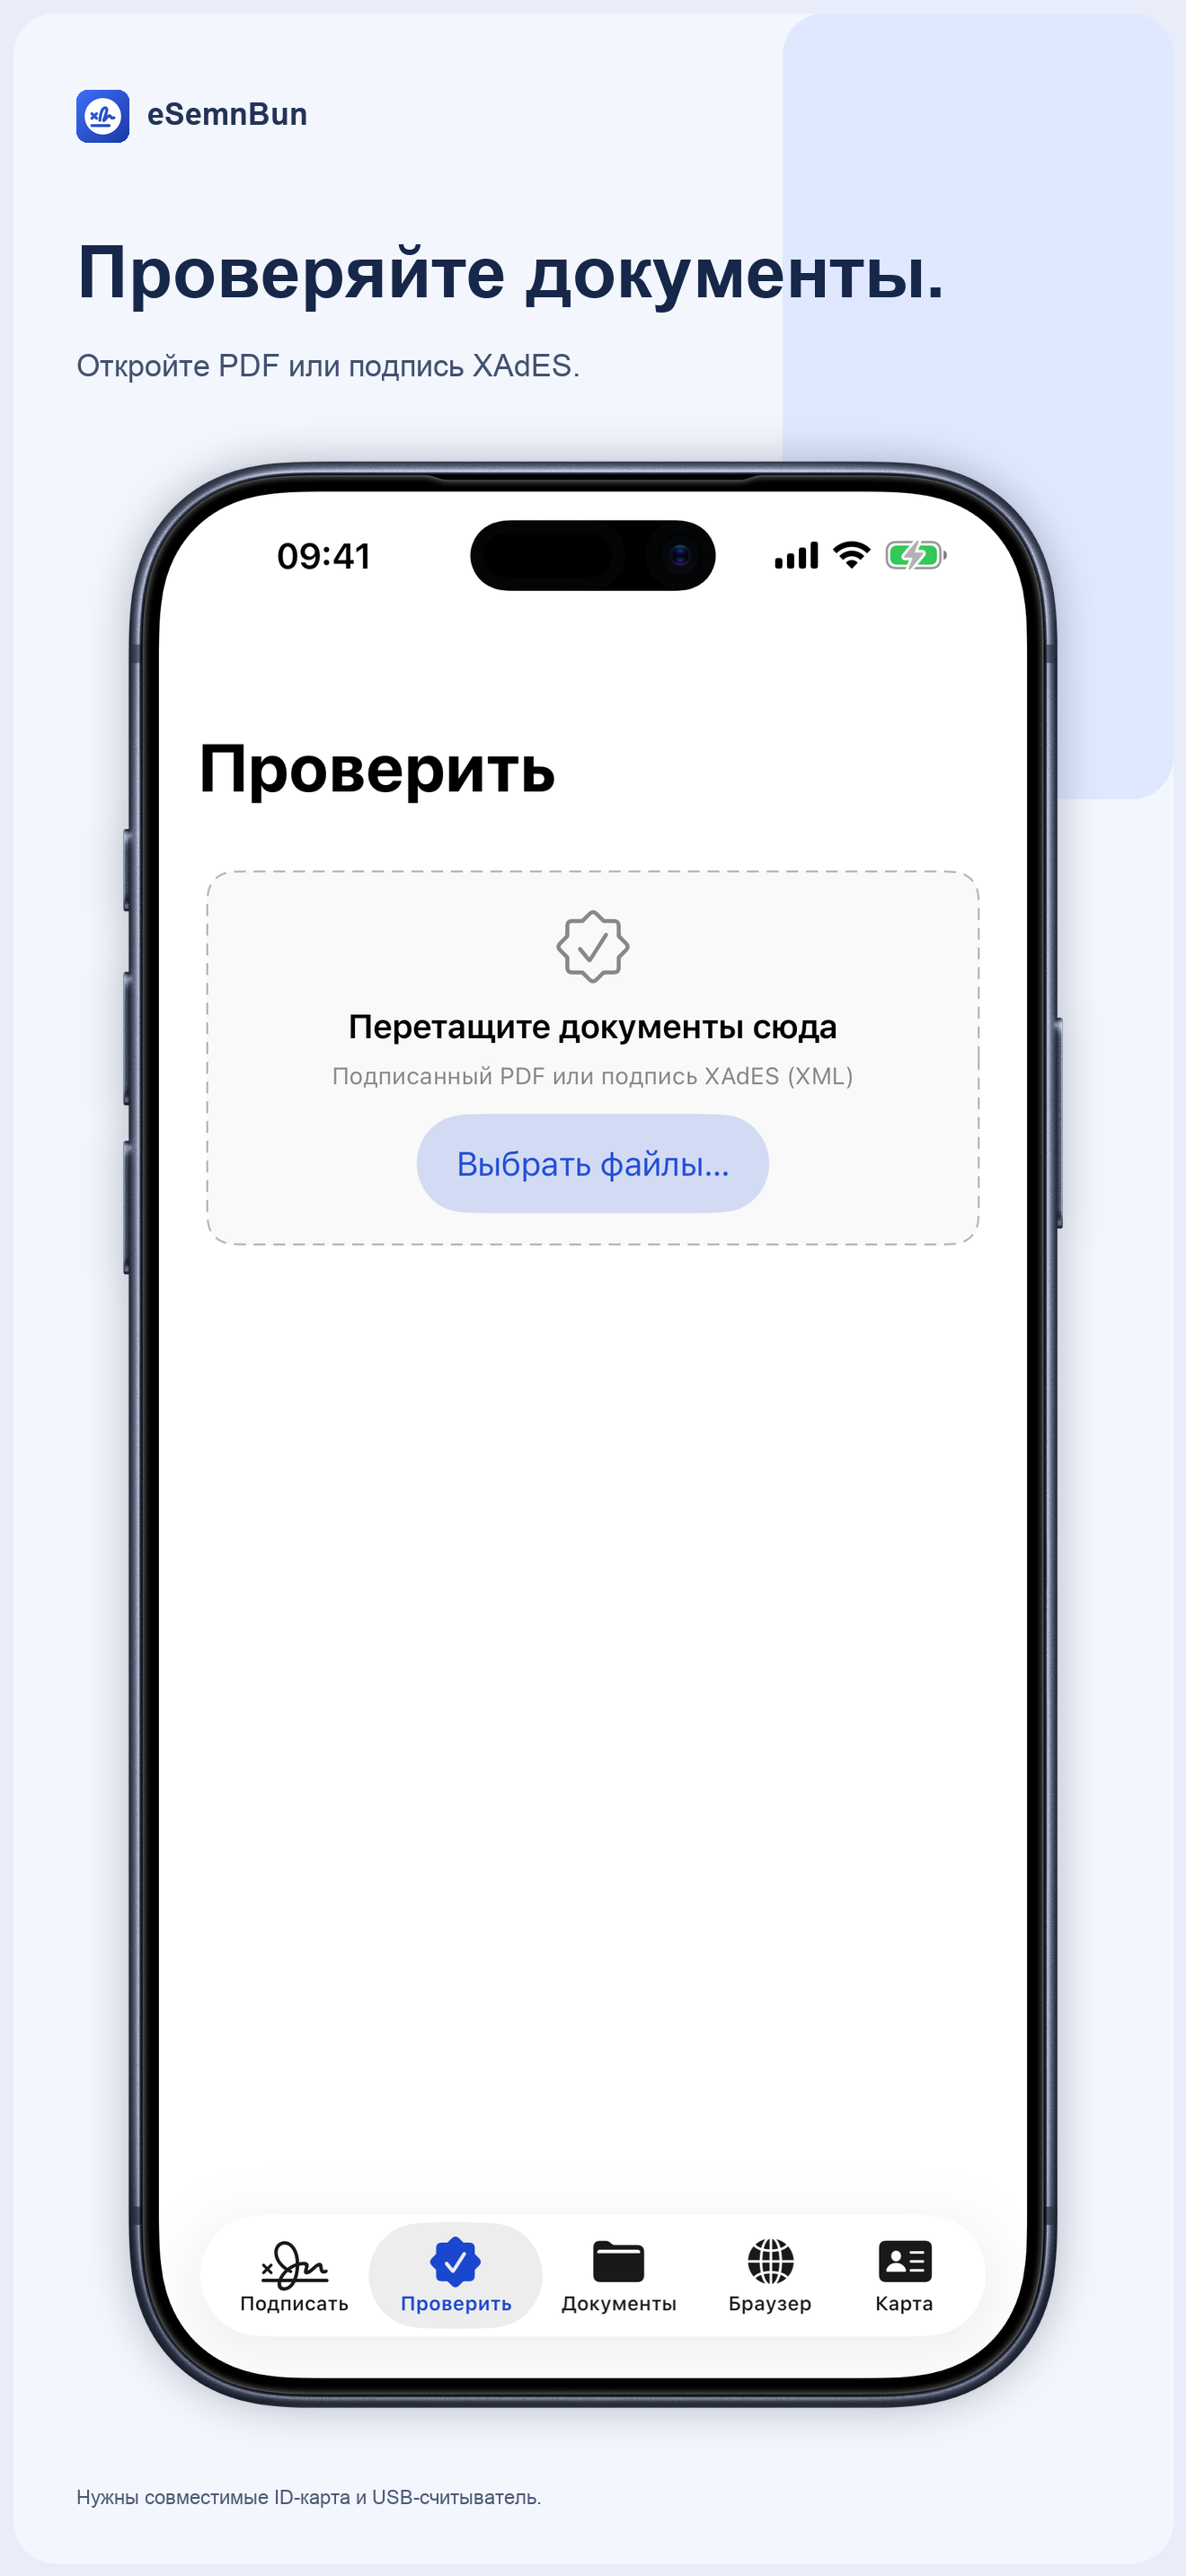 eSemnBun
Проверяйте документы.
Откройте PDF или подпись XAdES.
09:41
Проверить
Перетащите документы сюда
Подписанный PDF или подпись XAdES (XML)
Выбрать файлы...
Подписать Проверить Документы Браузер Карта
Нужны совместимые ID-карта и USB-считыватель.